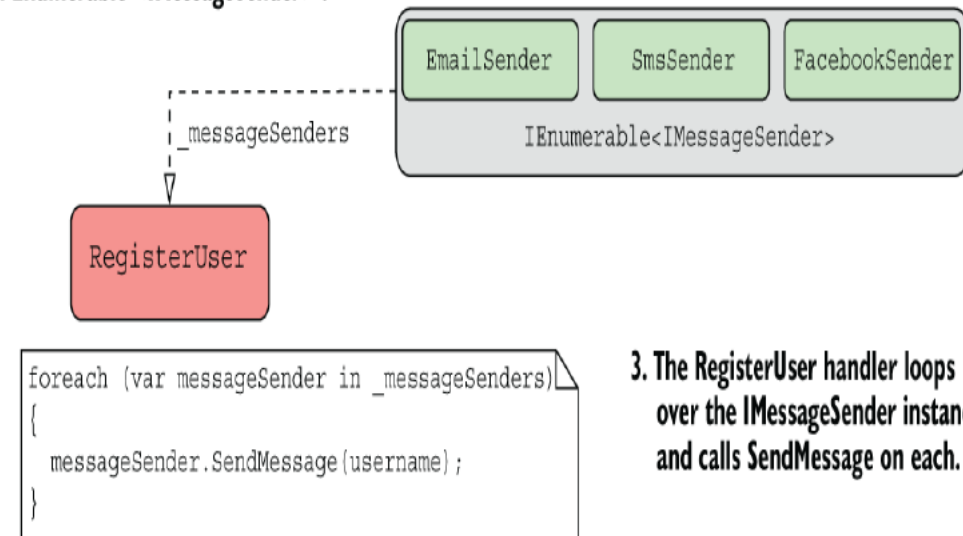 EmailSender
SmsSender
FacebookSender
IEnumerable<IMessageSender>
_messageSenders
RegisterUser
foreach (var messageSender in _messageSenders)
{
messageSender.SendMessage(username);
}
3. The RegisterUser handler loops
over the IMessageSender
and calls SendMessage on each.